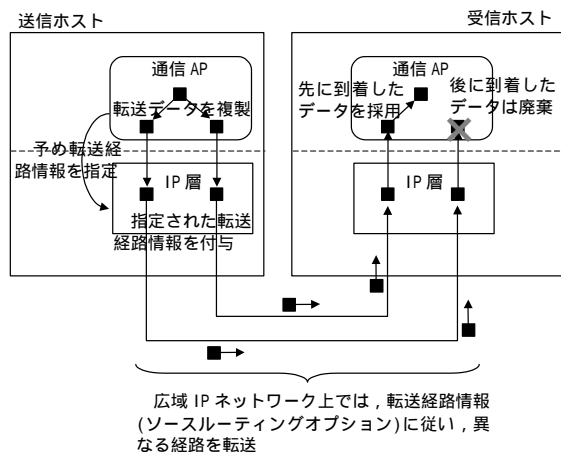 送信ホスト
受信ホスト
通信 AP
転送データを複製
予め転送経
路情報を指定
IP 層
指定された転送
経路情報を付与
通信 AP
先に到着した
データを採用
後に到着した
データは廃棄
IP 層
広域 IP ネットワーク上では，転送経路情報
(ソースルーティングオプション)に従い，異
なる経路を転送